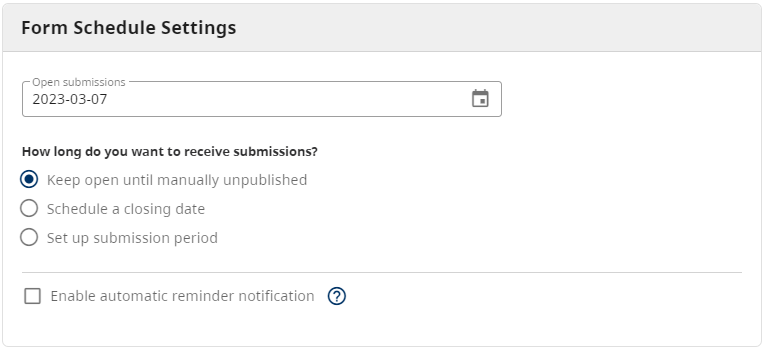 Form Schedule Settings
Open submissions
2023-03-07
How long do you want to receive submissions?
Keep open until manually unpublished
Schedule a closing date
Set up submission period
Enable automatic reminder notification ?